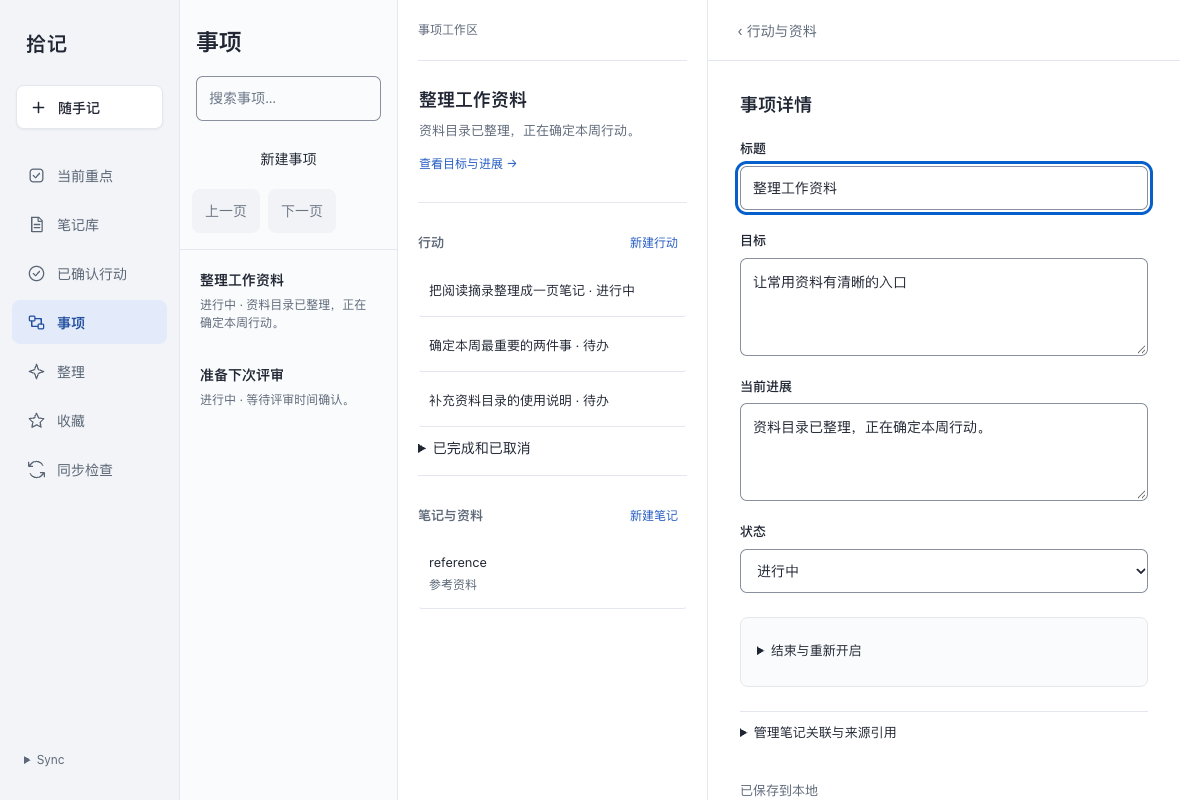 拾记
随手记
当前重点
笔记库
已确认行动
事项
整理
收藏
同步检查
Sync
事项
搜索事项...
新建事项
上一页
下一页
整理工作资料
进行中 · 资料目录已整理，正在
确定本周行动。
准备下次评审
进行中 · 等待评审时间确认。
事项工作区
整理工作资料
资料目录已整理，正在确定本周行动。
查看目标与进展 →
行动
新建行动
把阅读摘录整理成一页笔记 · 进行中
确定本周最重要的两件事 · 待办
补充资料目录的使用说明 · 待办
已完成和已取消
笔记与资料
新建笔记
reference
参考资料
‹ 行动与资料
事项详情
标题
整理工作资料
目标
让常用资料有清晰的入口
当前进展
资料目录已整理，正在确定本周行动。
状态
进行中
结束与重新开启
管理笔记关联与来源引用
已保存到本地